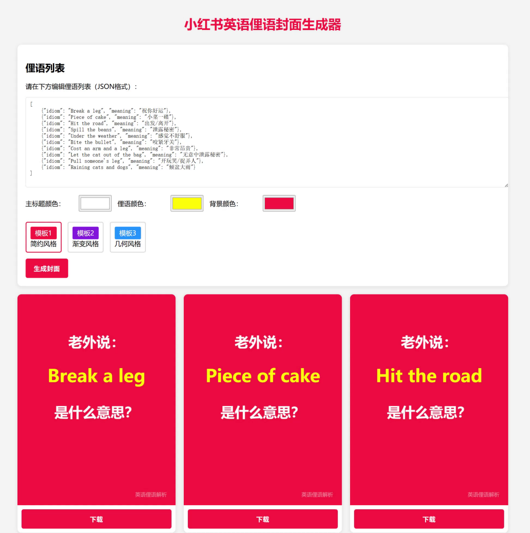 小红书英语俚语封面生成器
俚语列表
请在下方编辑俚语列表（JSON格式）：
[
{"idiom": "Break a leg", "meaning": "祝你好运"},
{"idiom": "Piece of cake", "meaning": "小菜一碟"},
{"idiom": "Hit the road", "meaning": "出发/离开"},
{"idiom": "Spill the beans", "meaning": "泄露秘密"},
{"idiom": "Under the weather", "meaning": "感觉不舒服"},
{"idiom": "Bite the bullet", "meaning": "咬紧牙关"},
{"idiom": "Cost an arm and a leg", "meaning": "非常昂贵"},
{"idiom": "Let the cat out of the bag", "meaning": "无意中泄露秘密"},
{"idiom": "Pull someone's leg", "meaning": "开玩笑/捉弄人"},
{"idiom": "Raining cats and dogs", "meaning": "倾盆大雨"}
]
主标题颜色： 俚语颜色： 背景颜色：
模板1 模板2 模板3
简约风格 渐变风格 几何风格
生成封面
老外说： 老外说： 老外说：
Break a leg Piece of cake Hit the road
是什么意思？ 是什么意思？ 是什么意思？
英语俚语解析 英语俚语解析 英语俚语解析
下载 下载 下载